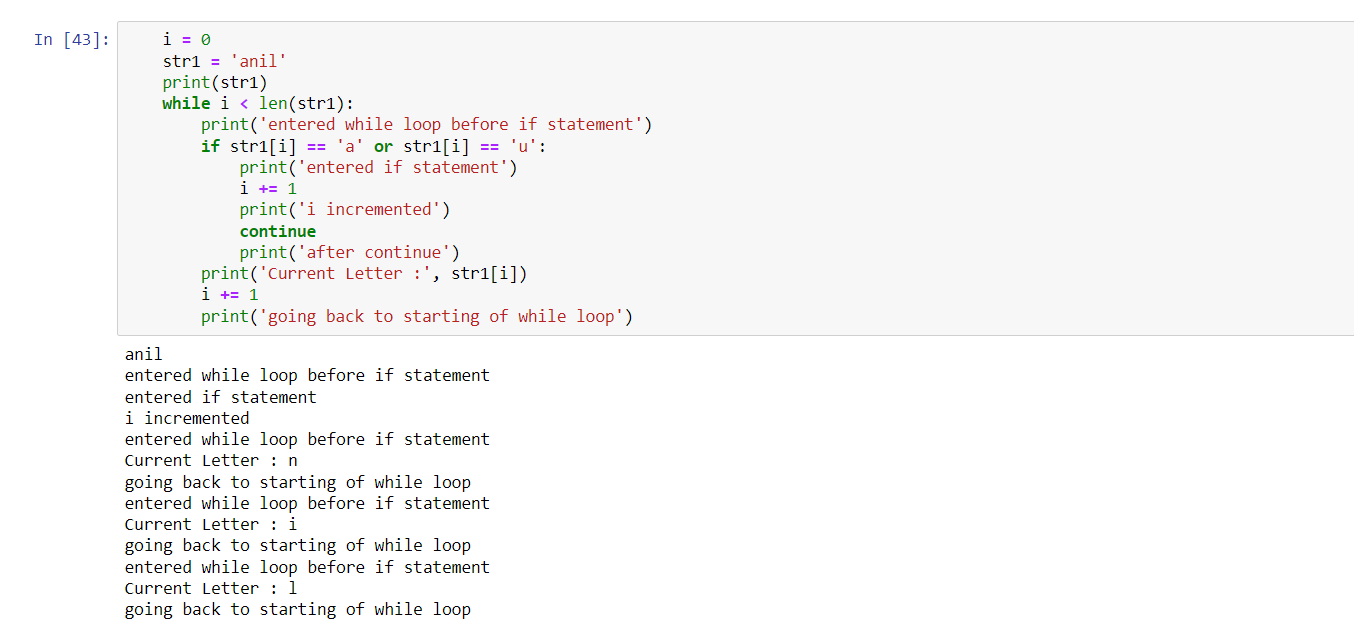 In [43]:
i = 0
str1 = 'anil'
print(str1)
while i < len(str1):
print('entered while loop before if statement')
if str1[i] == 'a' or str1[i] == 'u':
print('entered if statement')
i += 1
print('i incremented')
continue
print('after continue')
print('Current Letter :', str1[i])
i += 1
print('going back to starting of while loop')
anil
entered while loop before if statement
entered if statement
i incremented
entered while loop before if statement
Current Letter : n
going back to starting of while loop
entered while loop before if statement
Current Letter : i
going back to starting of while loop
entered while loop before if statement
Current Letter : l
going back to starting of while loop